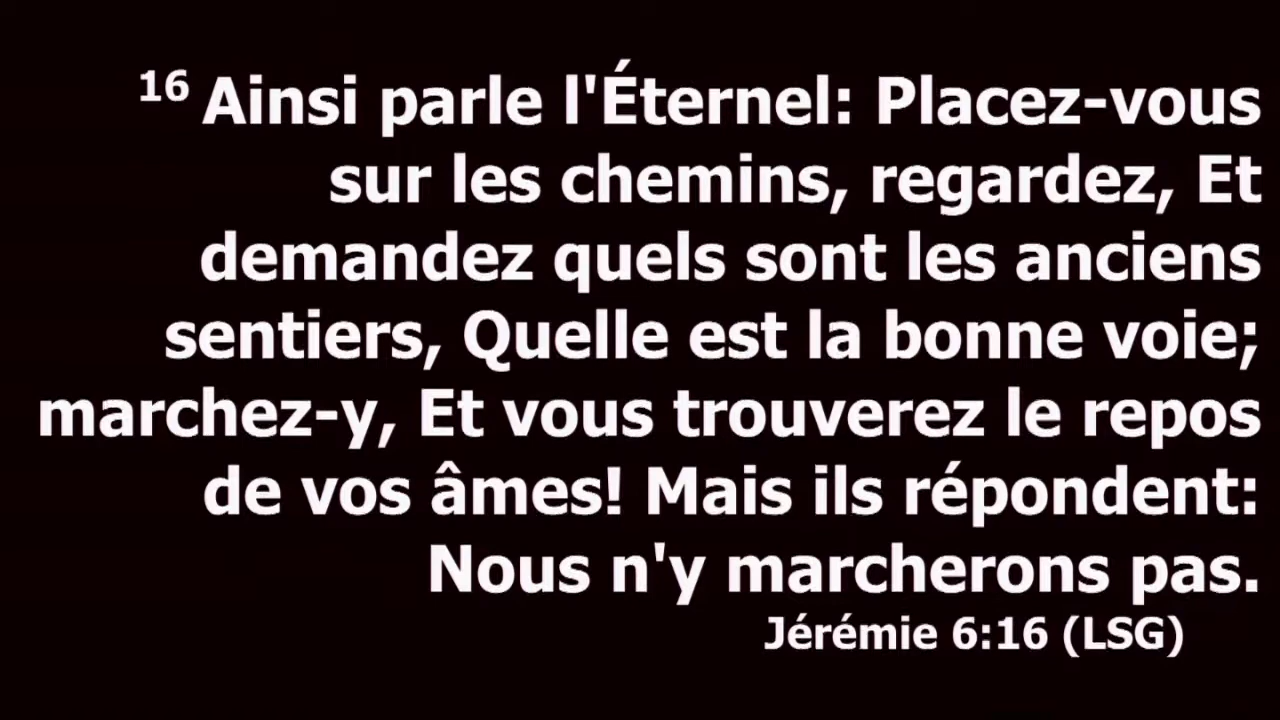 16 Ainsi parle l'Éternel: Placez-vous
sur les chemins, regardez, Et
demandez quels sont les anciens
sentiers, Quelle est la bonne voie;
marchez-y, Et vous trouverez le repos
de vos âmes! Mais ils répondent:
Nous n'y marcherons pas.
Jérémie 6:16 (LSG)